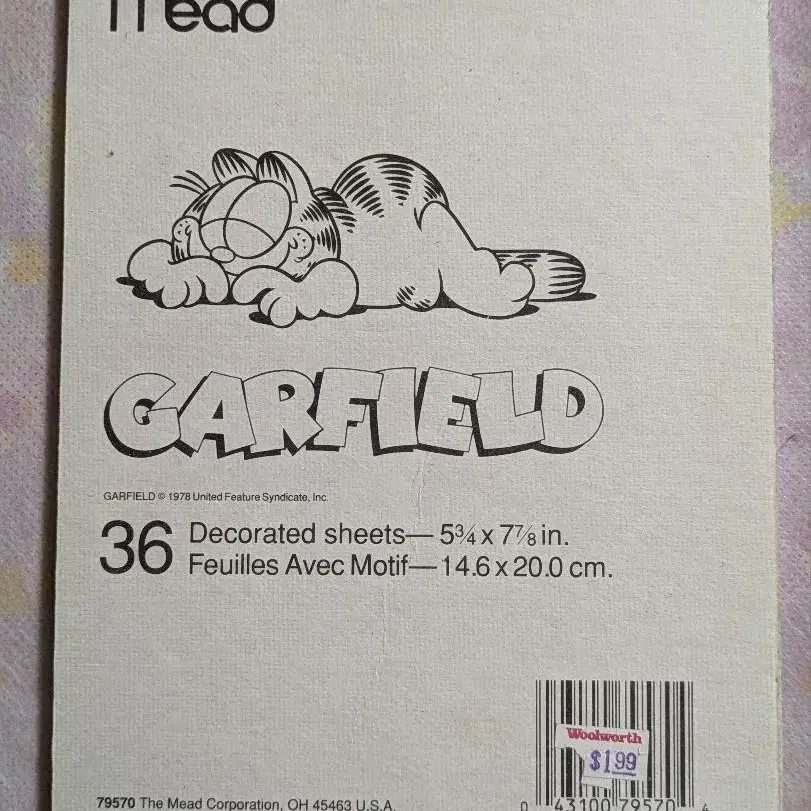 mead
GARFIELD
GARFIELD © 1978 United Feature Syndicate, Inc.
36 Decorated sheets—5¾ x 7⅞ in.
Feuilles Avec Motif—14.6 x 20.0 cm.
Woolworth
$1.99
79570 The Mead Corporation, OH 45463 U.S.A.
0 43100 79570 4